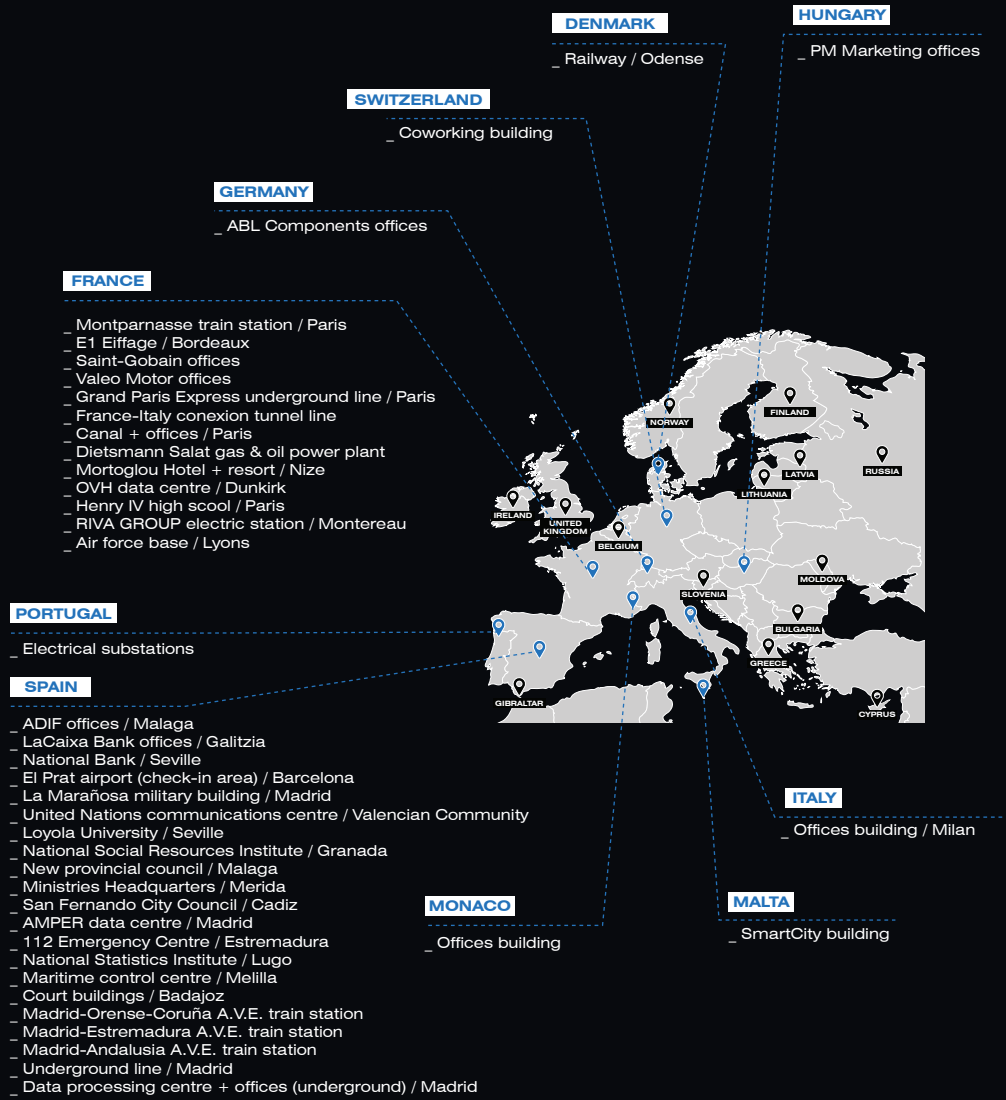 DENMARK
_ Railway / Odense
HUNGARY
_ PM Marketing offices
SWITZERLAND
_ Coworking building
GERMANY
_ ABL Components offices
FRANCE
_ Montparnasse train station / Paris
_ E1 Eiffage / Bordeaux
_ Saint-Gobain offices
_ Valeo Motor offices
_ Grand Paris Express underground line / Paris
_ France-Italy conexion tunnel line
_ Canal + offices / Paris
_ Dietsmann Salat gas & oil power plant
_ Mortoglou Hotel + resort / Nize
_ OVH data centre / Dunkirk
_ Henry IV high scool / Paris
_ RIVA GROUP electric station / Montereau
_ Air force base / Lyons
NORWAY
FINLAND
LATVIA
RUSSIA
LITHUANIA
IRELAND
UNITED
KINGDOM
BELGIUM
MOLDOVA
SLOVENIA
BULGARIA
GREECE
GIBRALTAR
CYPRUS
PORTUGAL
_ Electrical substations
SPAIN
_ ADIF offices / Malaga
_ LaCaixa Bank offices / Galitzia
_ National Bank / Seville
_ El Prat airport (check-in area) / Barcelona
_ La Marañosa military building / Madrid
_ United Nations communications centre / Valencian Community
_ Loyola University / Seville
_ National Social Resources Institute / Granada
_ New provincial council / Malaga
_ Ministries Headquarters / Merida
_ San Fernando City Council / Cadiz
_ AMPER data centre / Madrid
_ 112 Emergency Centre / Estremadura
_ National Statistics Institute / Lugo
_ Maritime control centre / Melilla
_ Court buildings / Badajoz
_ Madrid-Orense-Coruña A.V.E. train station
_ Madrid-Estremadura A.V.E. train station
_ Madrid-Andalusia A.V.E. train station
_ Underground line / Madrid
_ Data processing centre + offices (underground) / Madrid
ITALY
_ Offices building / Milan
MONACO
_ Offices building
MALTA
_ SmartCity building